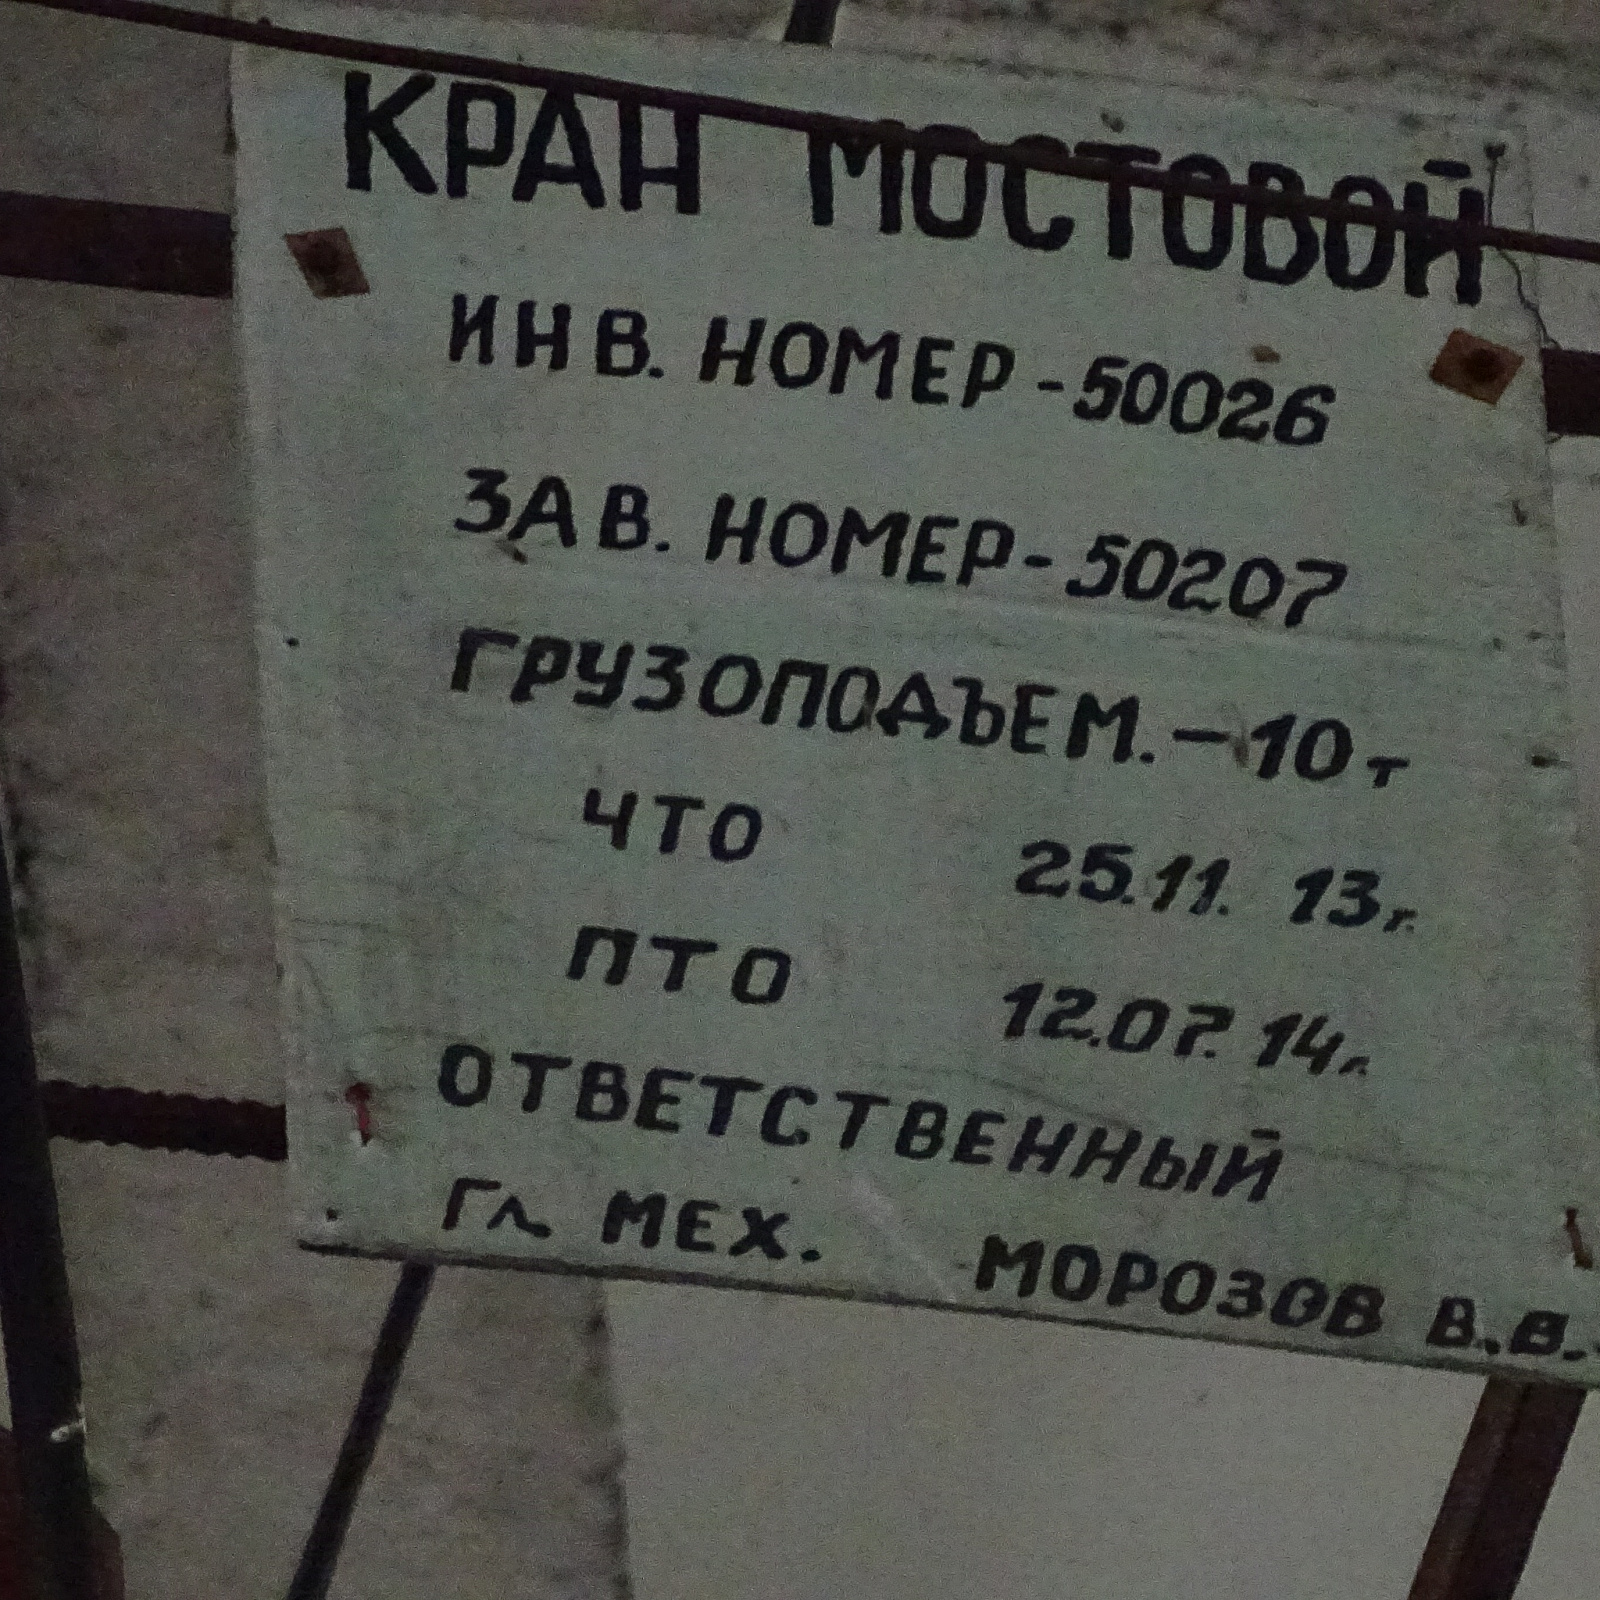 КРАН МОСТОВОЙ
ИНВ. НОМЕР - 50026
ЗАВ. НОМЕР - 50207
ГРУЗОПОДЪЕМ. - 10 т
ЧТО 25.11. 13г.
ПТО 12.07. 14г.
ОТВЕТСТВЕННЫЙ
Гл МЕХ. МОРОЗОВ В.В.